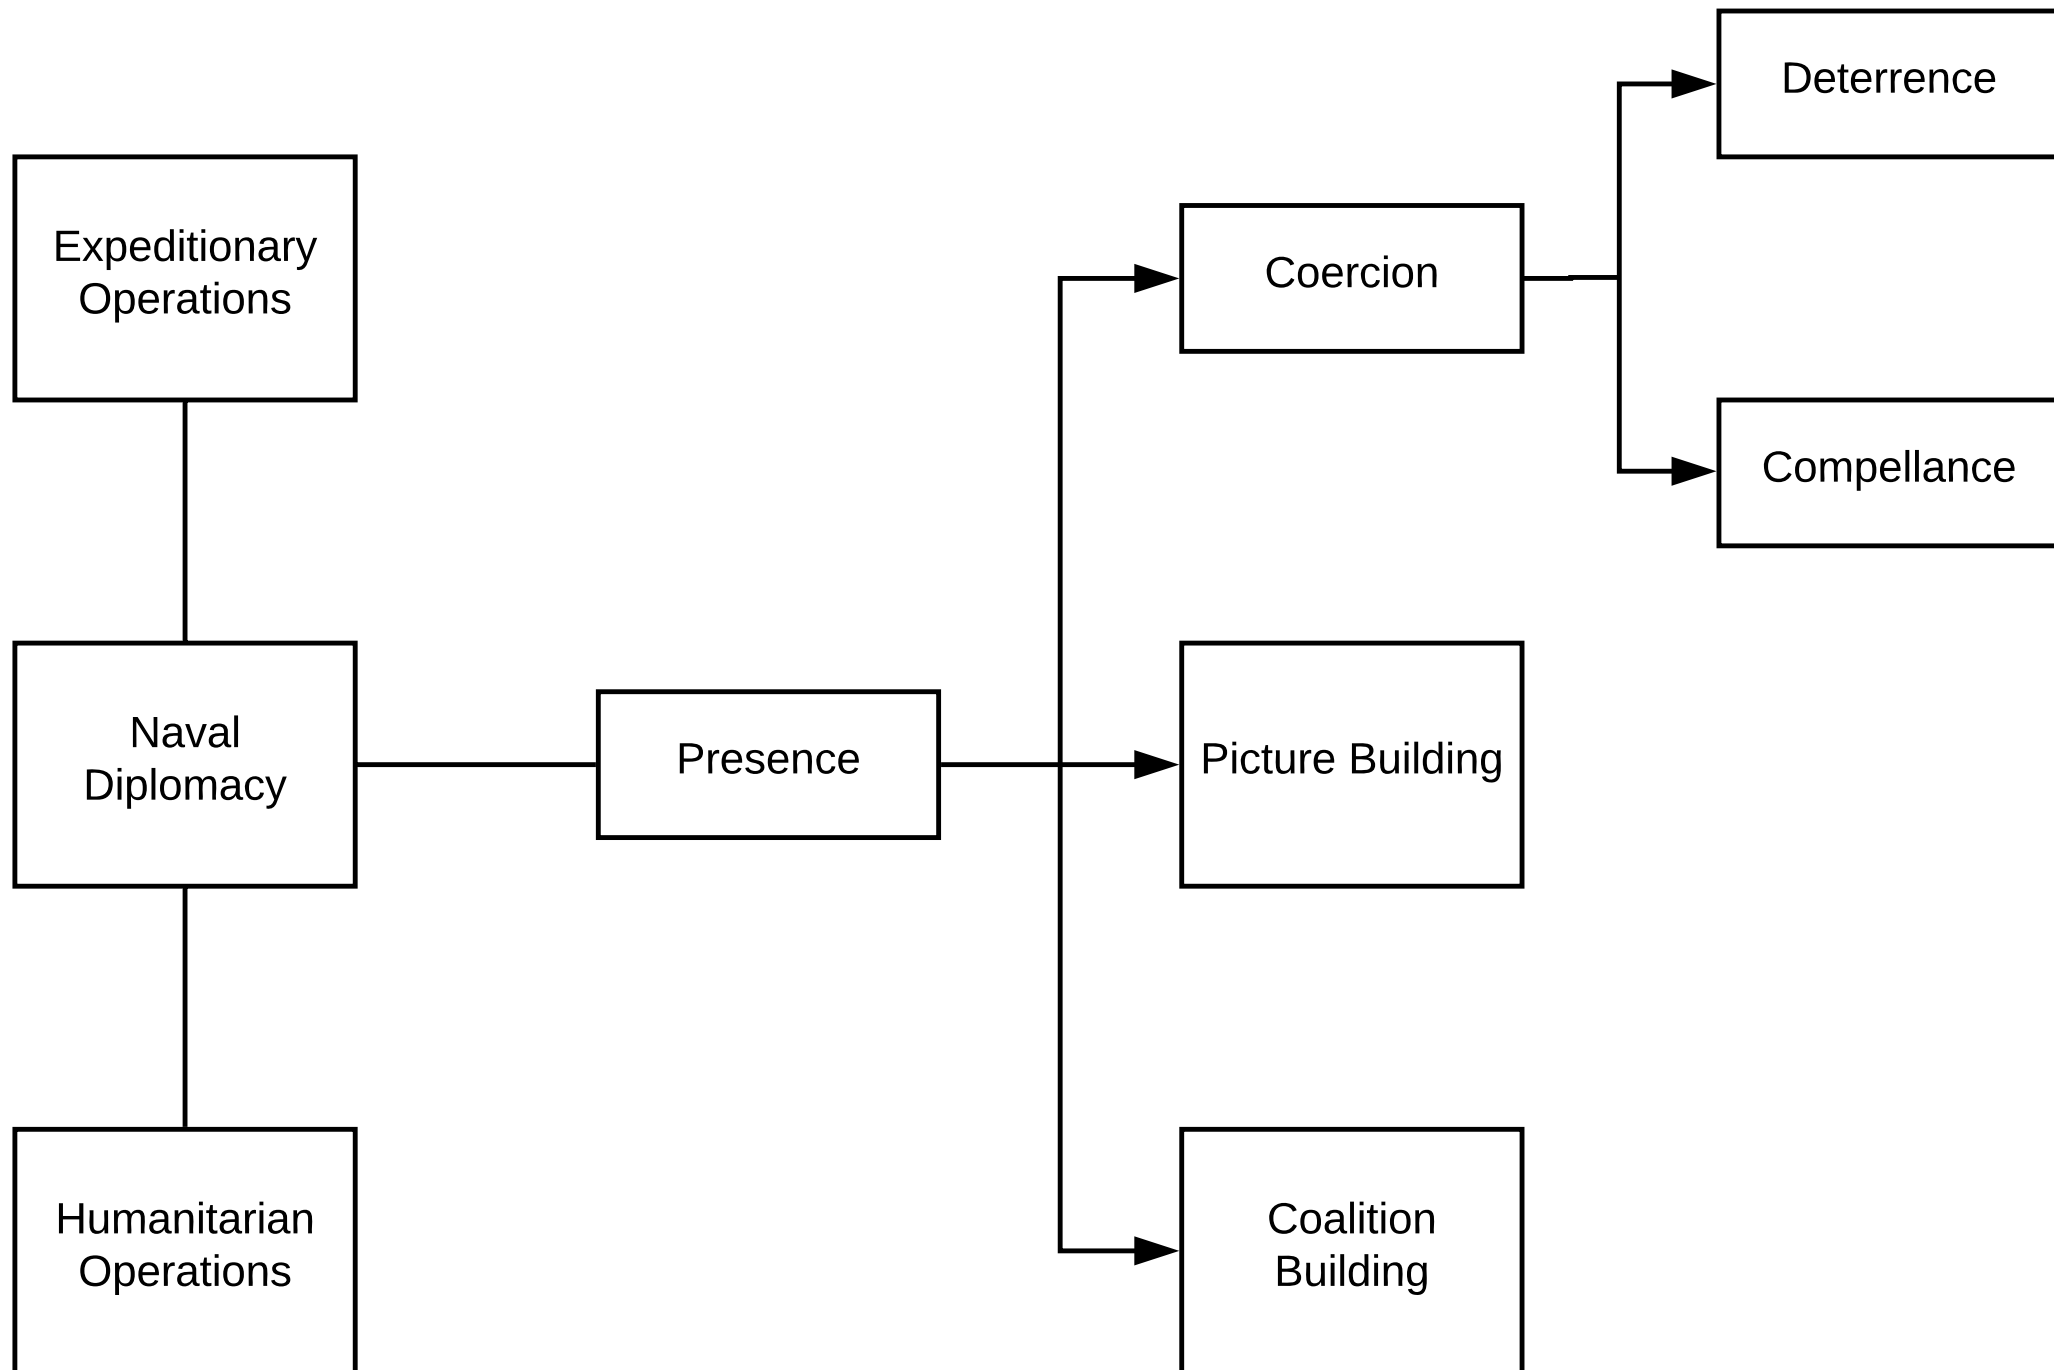 Deterrence
Expeditionary
Operations
Coercion
Compellance
Naval
Diplomacy
Presence
Picture Building
Humanitarian
Operations
Coalition
Building